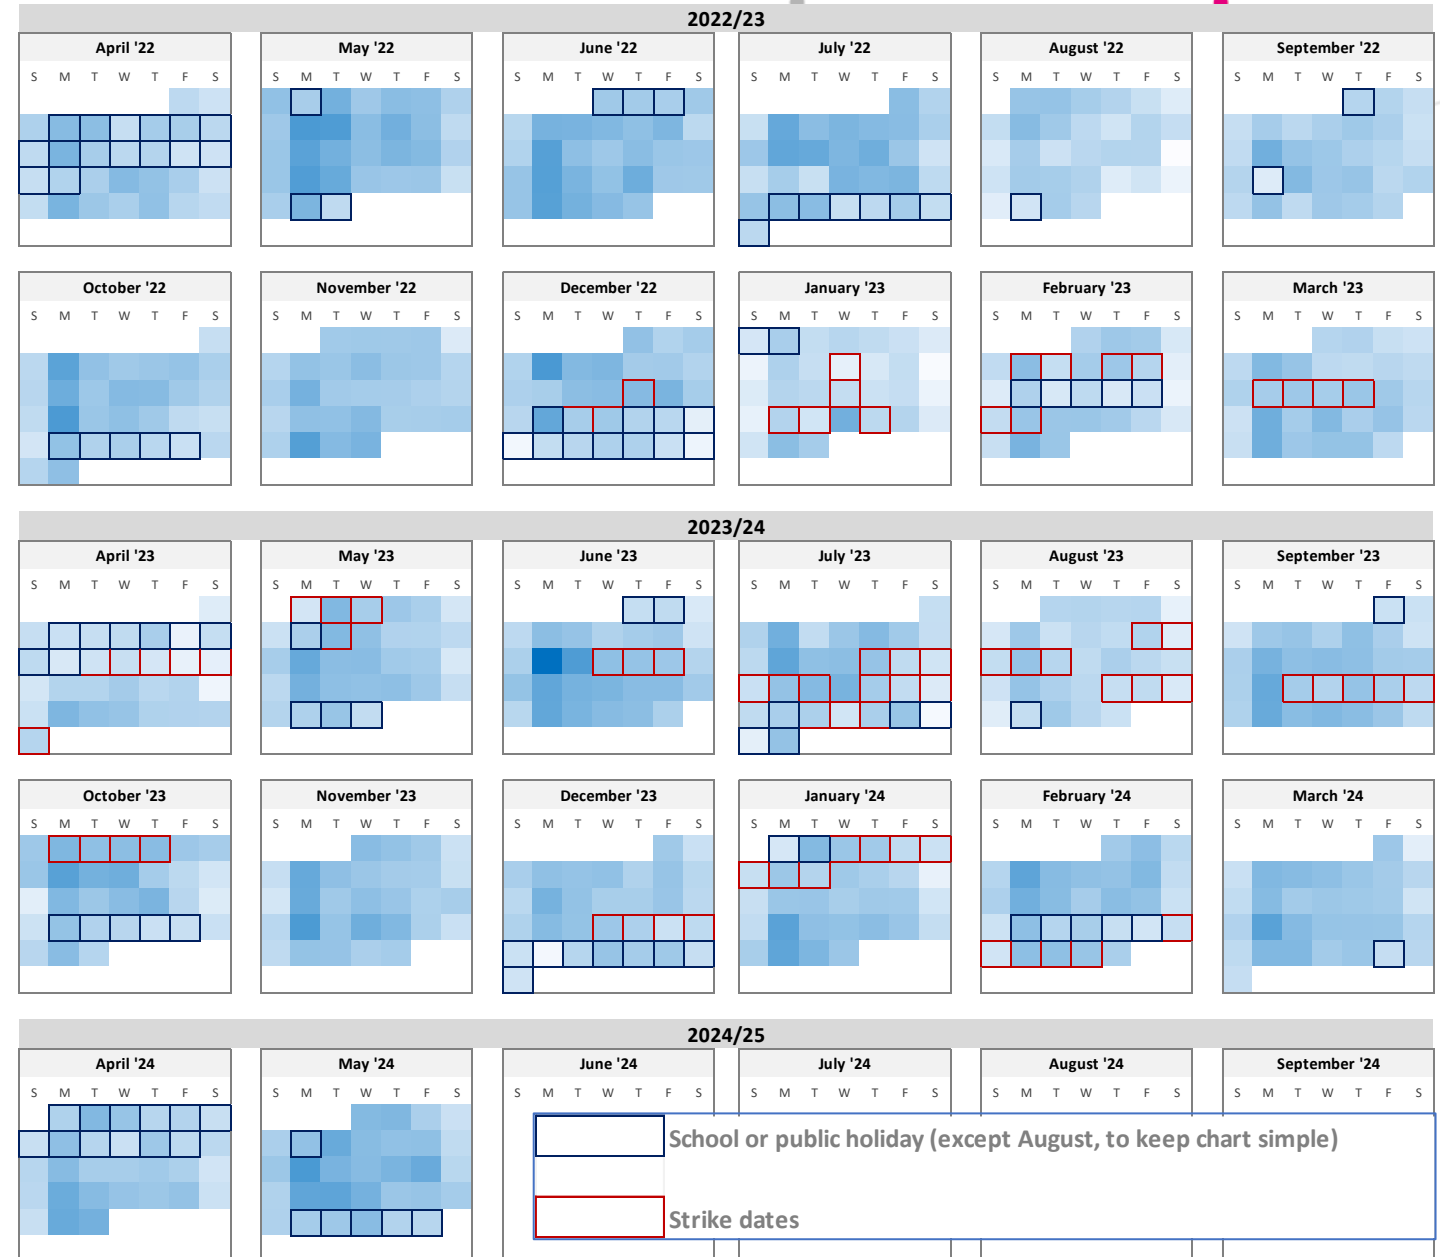 2022/23
April '22 May '22 June '22 July '22 August '22 September '22
S M T W T F S S M T W T F S S M T W T F S S M T W T F S S M T W T F S S M T W T F S
October '22 November '22 December '22 January '23 February '23 March '23
S M T W T F S S M T W T F S S M T W T F S S M T W T F S S M T W T F S S M T W T F S
2023/24
April '23 May '23 June '23 July '23 August '23 September '23
S M T W T F S S M T W T F S S M T W T F S S M T W T F S S M T W T F S S M T W T F S
October '23 November '23 December '23 January '24 February '24 March '24
S M T W T F S S M T W T F S S M T W T F S S M T W T F S S M T W T F S S M T W T F S
2024/25
April '24 May '24 June '24 July '24 August '24 September '24
S M T W T F S S M T W T F S S M T W T F S S M T W T F S S M T W T F S S M T W T F S
School or public holiday (except August, to keep chart simple)
Strike dates